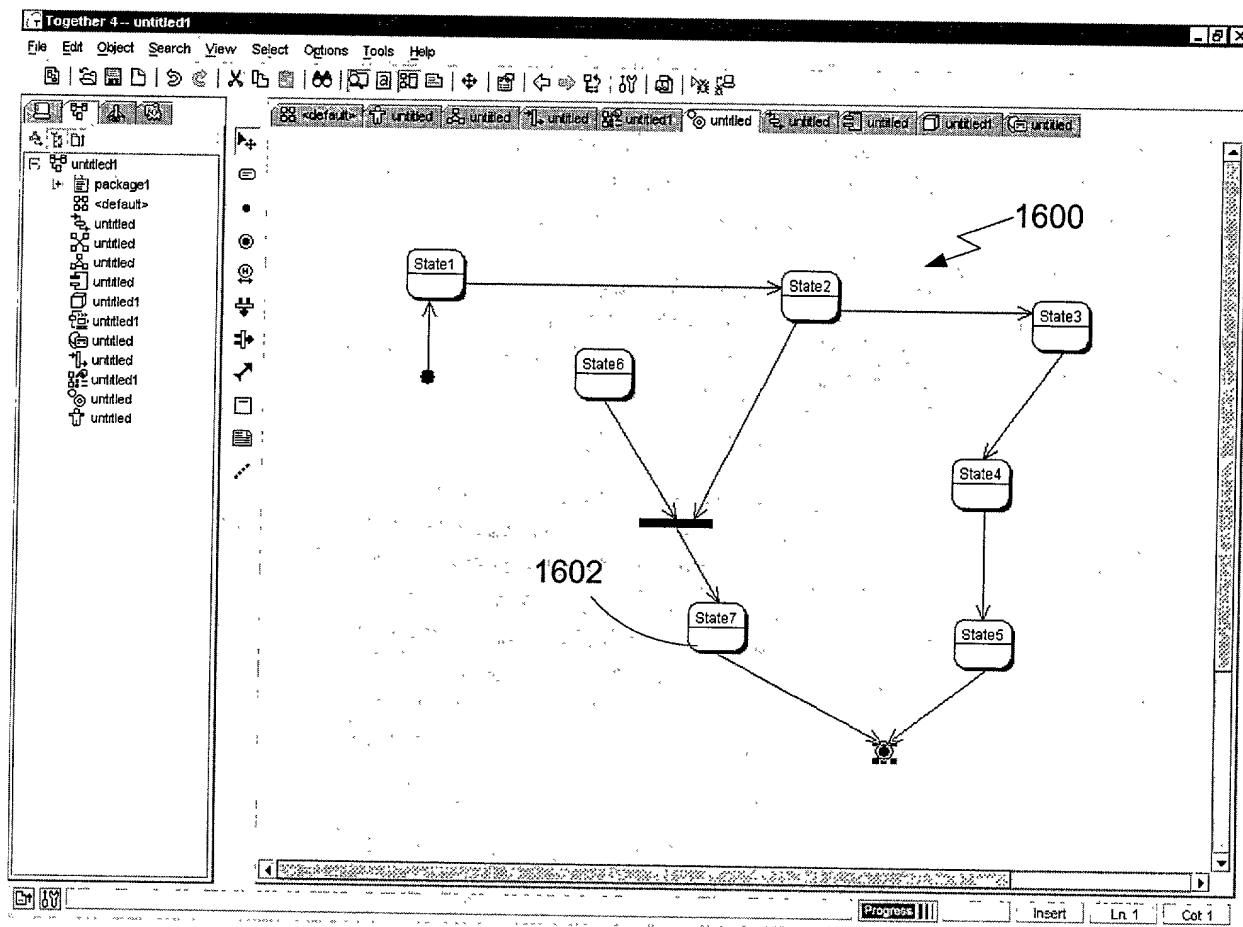 Together 4 -- untitled1
File Edit Object Search View Select Options Tools Help
<default> untitled untitled untitled untitled1 untitled untitled untitled untitled1 untitled
untitled1
package1
<default>
untitled
untitled
untitled
untitled
untitled1
untitled1
untitled
untitled
untitled1
untitled
untitled
1600
State1
State2
State3
State6
State4
1602
State7
State5
Progress Insert Ln. 1 Col: 1